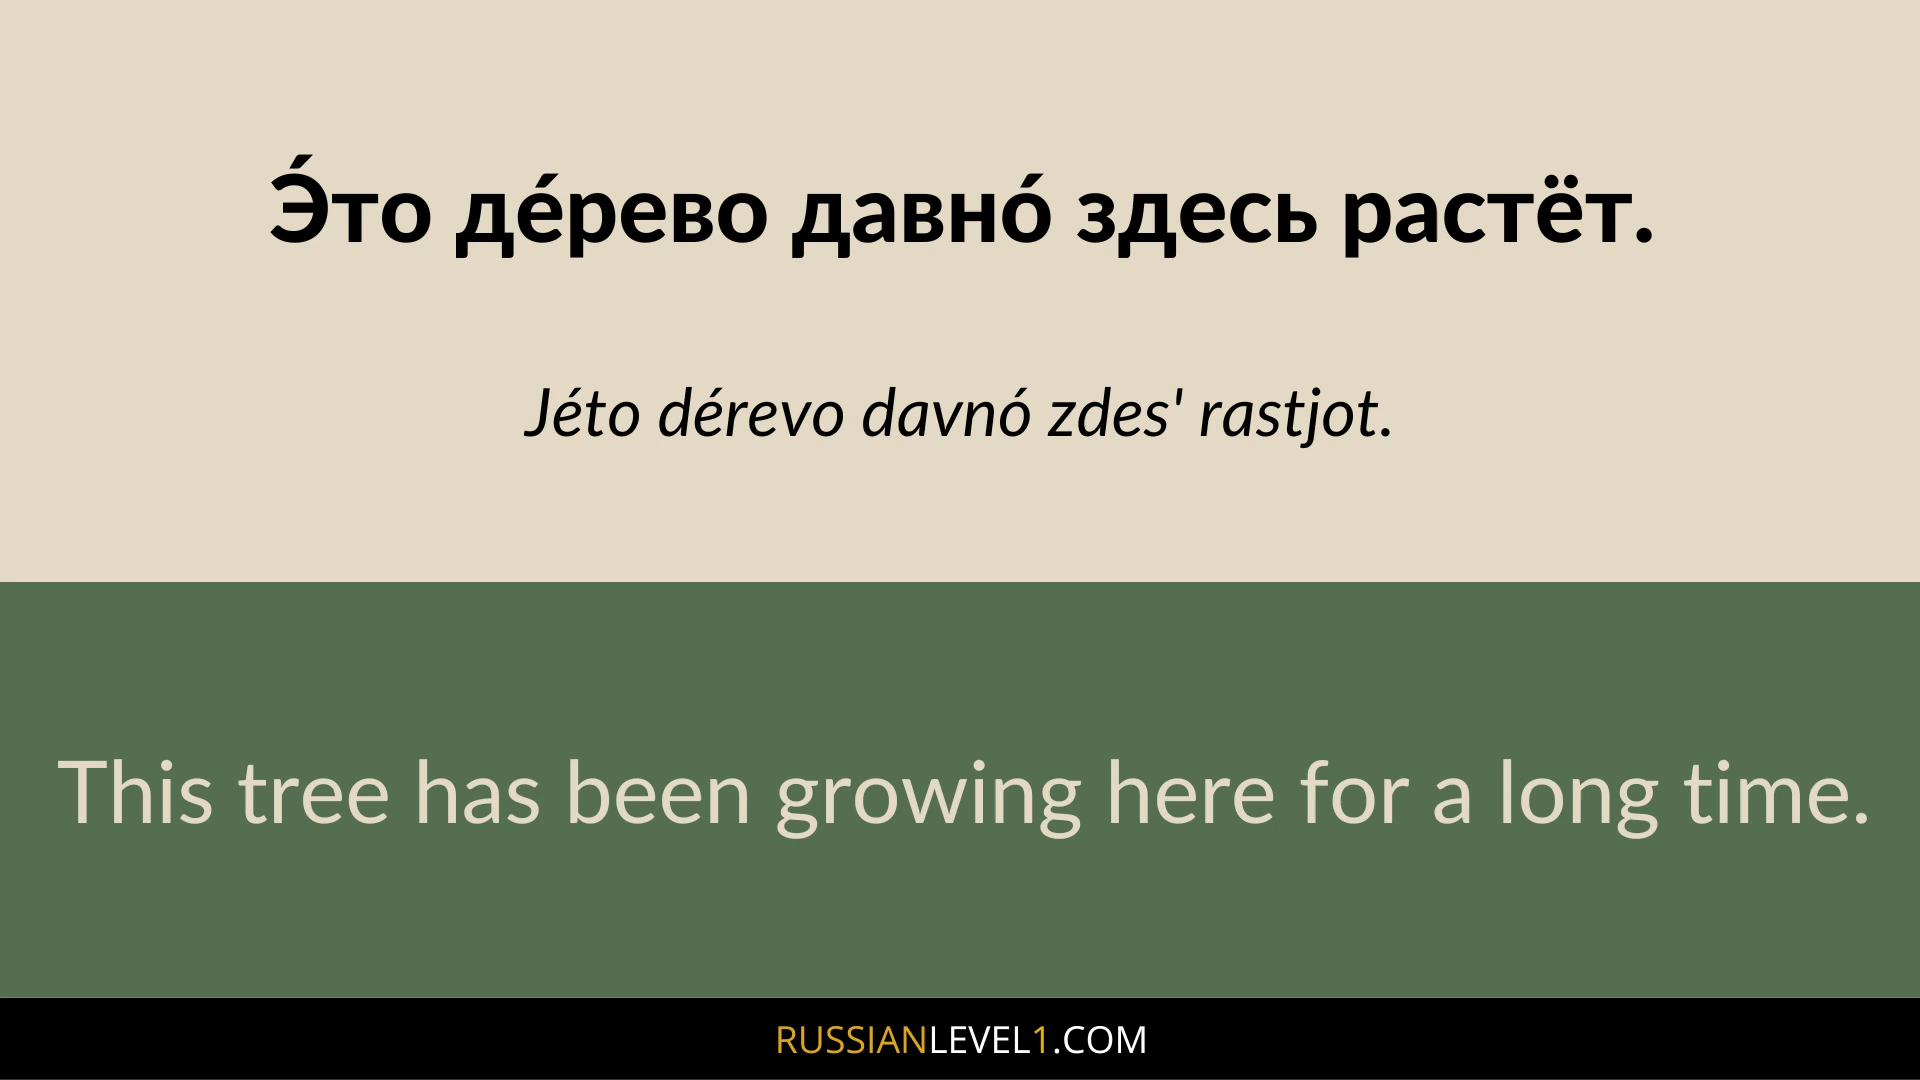 Э́то де́рево давно́ здесь растёт.
Jéto dérevo davnó zdes' rastjot.
This tree has been growing here for a long time.
RUSSIANLEVEL1.COM